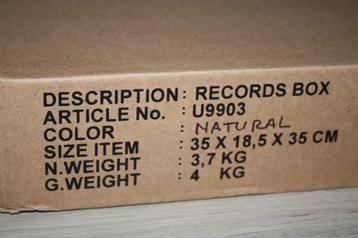 DESCRIPTION : RECORDS BOX
ARTICLE No. : U9903
COLOR : NATURAL
SIZE ITEM : 35 X 18,5 X 35 CM
N.WEIGHT : 3,7 KG
G.WEIGHT : 4 KG